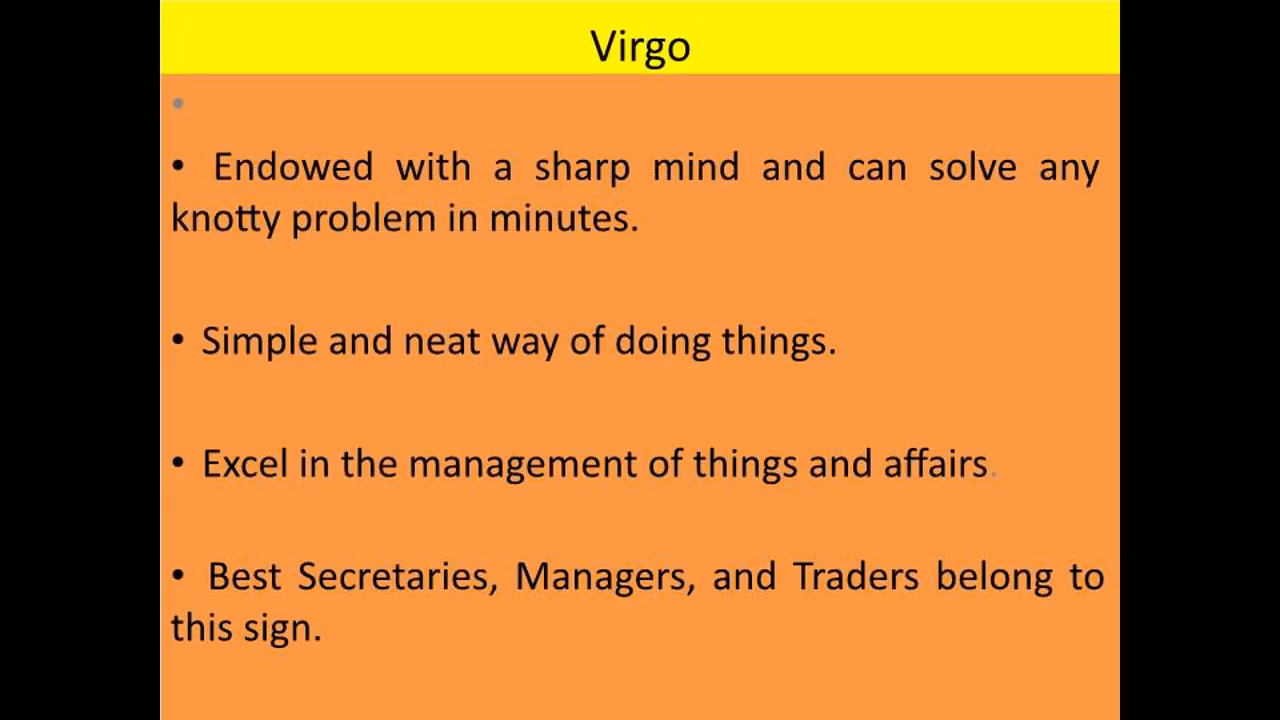 Virgo
•
• Endowed with a sharp mind and can solve any
knotty problem in minutes.
• Simple and neat way of doing things.
• Excel in the management of things and affairs.
• Best Secretaries, Managers, and Traders belong to
this sign.